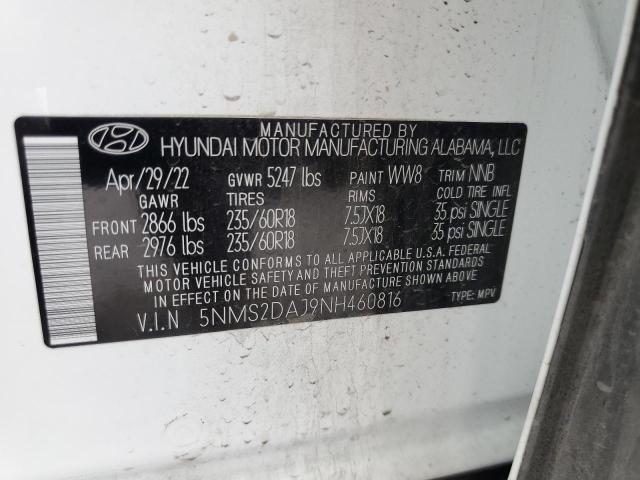 MANUFACTURED BY
HYUNDAI MOTOR MANUFACTURING ALABAMA, LLC
Apr/29/22 GVWR 5247 lbs PAINT WW8 TRIM NNB
GAWR TIRES RIMS COLD TIRE INFL
FRONT 2866 lbs 235/60R18 7.5JX18 35 psi SINGLE
REAR 2976 lbs 235/60R18 7.5JX18 35 psi SINGLE
THIS VEHICLE CONFORMS TO ALL APPLICABLE U.S.A. FEDERAL
MOTOR VEHICLE SAFETY AND THEFT PREVENTION STANDARDS
IN EFFECT ON THE DATE OF MANUFACTURE SHOWN ABOVE.
V.I.N 5NMS2DAJ9NH460816 TYPE: MPV